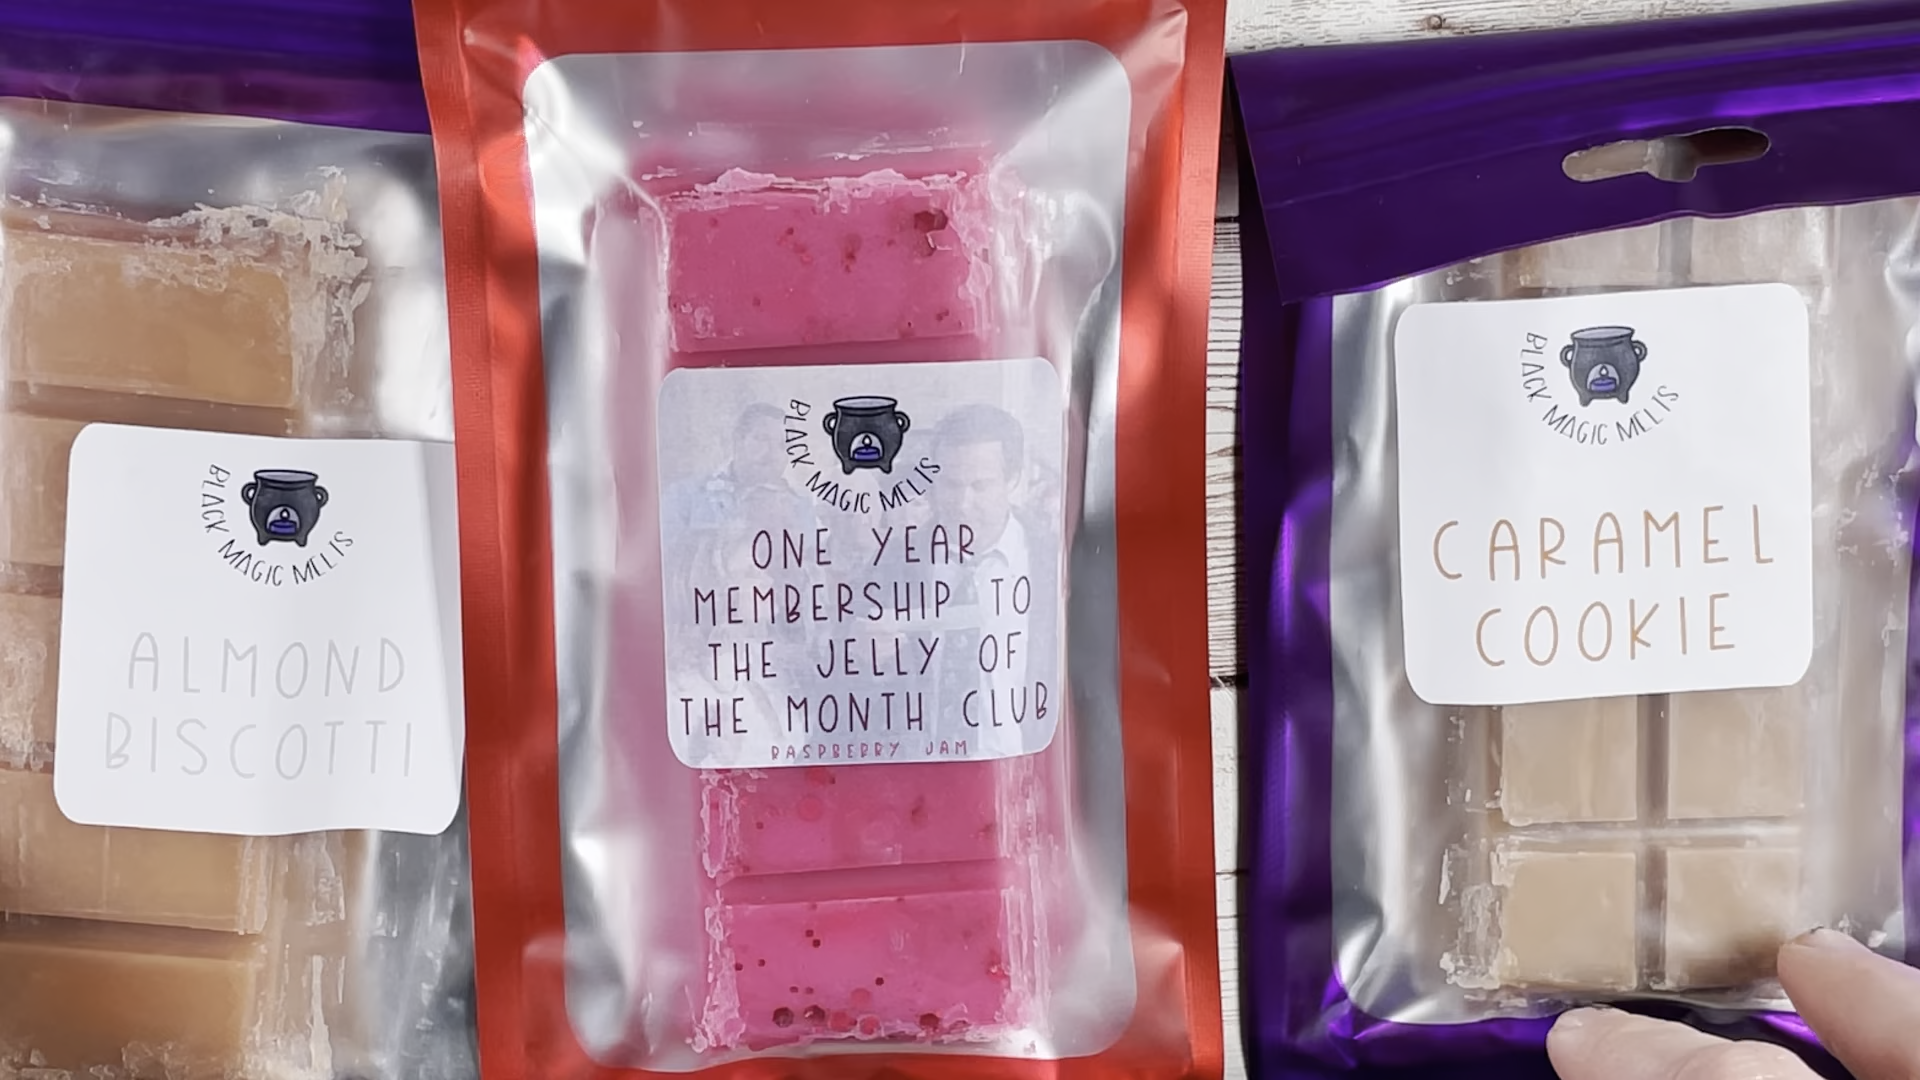 BLACK MAGIC MELTS
ALMOND
BISCOTTI
BLACK MAGIC MELTS
ONE YEAR
MEMBERSHIP TO
THE JELLY OF
THE MONTH CLUB
RASPBERRY JAM
BLACK MAGIC MELTS
CARAMEL
COOKIE